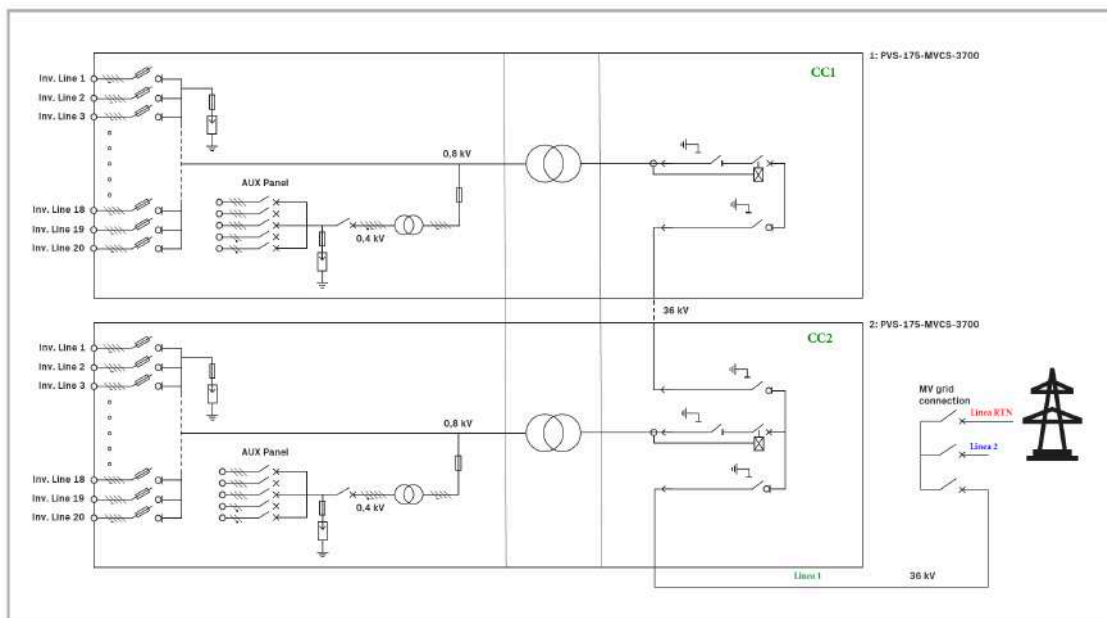 1: PVS-175-MVCS-3700
CC1
Inv. Line 1
Inv. Line 2
Inv. Line 3
0,8 kV
AUX Panel
Inv. Line 18
Inv. Line 19
Inv. Line 20
0,4 kV
36 kV
2: PVS-175-MVCS-3700
CC2
Inv. Line 1
Inv. Line 2
Inv. Line 3
MV grid
connection
Linea RTN
0,8 kV
AUX Panel
Linea 2
Inv. Line 18
Inv. Line 19
Inv. Line 20
0,4 kV
Linea 1
36 kV